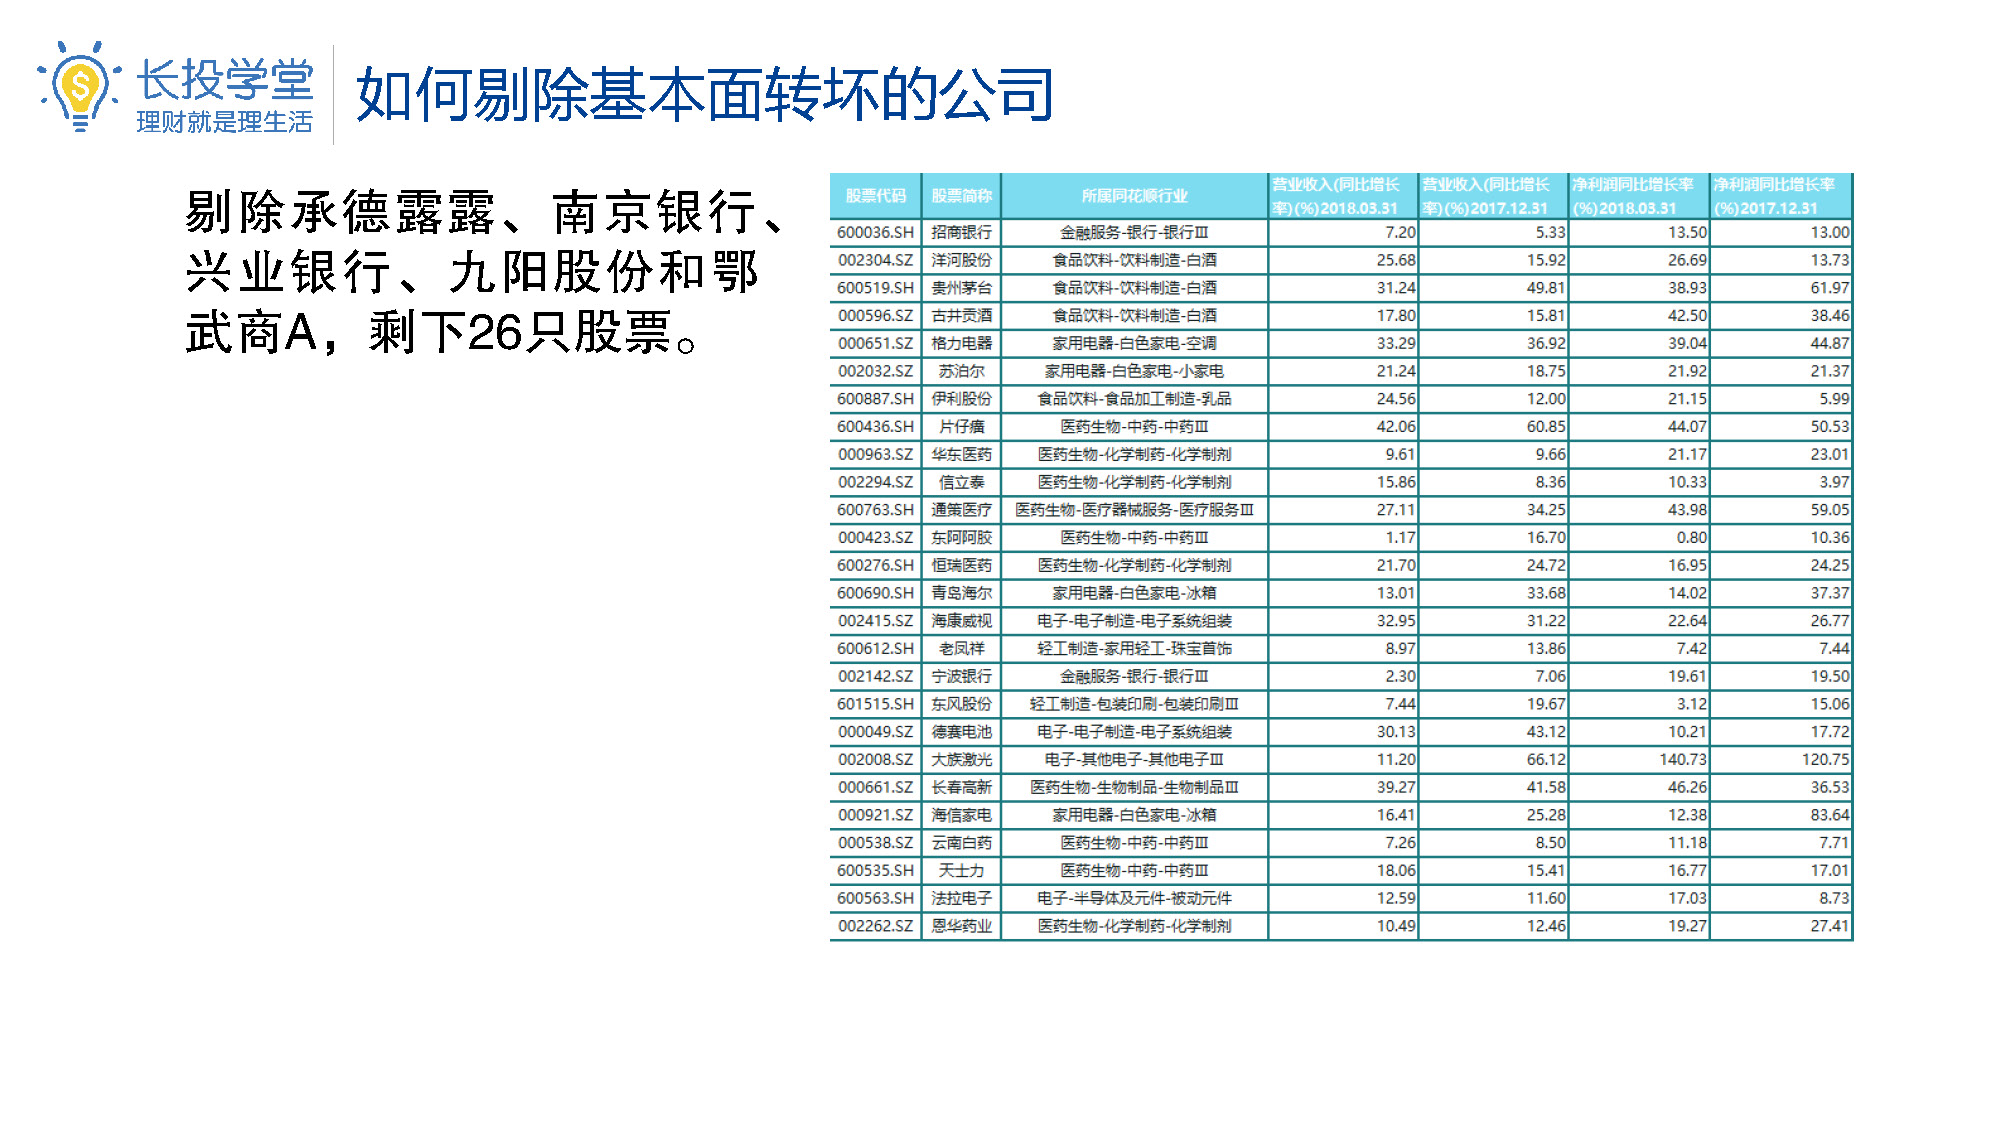 长投学堂
理财就是理生活
如何剔除基本面转坏的公司
剔除承德露露、南京银行、
兴业银行、九阳股份和鄂
武商A，剩下26只股票。
股票代码 股票简称 所属同花顺行业 营业收入(同比增长率)(%)2018.03.31 营业收入(同比增长率)(%)2017.12.31 净利润同比增长率(%)2018.03.31 净利润同比增长率(%)2017.12.31
600036.SH 招商银行 金融服务-银行-银行Ⅲ 7.20 5.33 13.50 13.00
002304.SZ 洋河股份 食品饮料-饮料制造-白酒 25.68 15.92 26.69 13.73
600519.SH 贵州茅台 食品饮料-饮料制造-白酒 31.24 49.81 38.93 61.97
000596.SZ 古井贡酒 食品饮料-饮料制造-白酒 17.80 15.81 42.50 38.46
000651.SZ 格力电器 家用电器-白色家电-空调 33.29 36.92 39.04 44.87
002032.SZ 苏泊尔 家用电器-白色家电-小家电 21.24 18.75 21.92 21.37
600887.SH 伊利股份 食品饮料-食品加工制造-乳品 24.56 12.00 21.15 5.99
600436.SH 片仔癀 医药生物-中药-中药Ⅲ 42.06 60.85 44.07 50.53
000963.SZ 华东医药 医药生物-化学制药-化学制剂 9.61 9.66 21.17 23.01
002294.SZ 信立泰 医药生物-化学制药-化学制剂 15.86 8.36 10.33 3.97
600763.SH 通策医疗 医药生物-医疗器械服务-医疗服务Ⅲ 27.11 34.25 43.98 59.05
000423.SZ 东阿阿胶 医药生物-中药-中药Ⅲ 1.17 16.70 0.80 10.36
600276.SH 恒瑞医药 医药生物-化学制药-化学制剂 21.70 24.72 16.95 24.25
600690.SH 青岛海尔 家用电器-白色家电-冰箱 13.01 33.68 14.02 37.37
002415.SZ 海康威视 电子-电子制造-电子系统组装 32.95 31.22 22.64 26.77
600612.SH 老凤祥 轻工制造-家用轻工-珠宝首饰 8.97 13.86 7.42 7.44
002142.SZ 宁波银行 金融服务-银行-银行Ⅲ 2.30 7.06 19.61 19.50
601515.SH 东风股份 轻工制造-包装印刷-包装印刷Ⅲ 7.44 19.67 3.12 15.06
000049.SZ 德赛电池 电子-电子制造-电子系统组装 30.13 43.12 10.21 17.72
002008.SZ 大族激光 电子-其他电子-其他电子Ⅲ 11.20 66.12 140.73 120.75
000661.SZ 长春高新 医药生物-生物制品-生物制品Ⅲ 39.27 41.58 46.26 36.53
000921.SZ 海信家电 家用电器-白色家电-冰箱 16.41 25.28 12.38 83.64
000538.SZ 云南白药 医药生物-中药-中药Ⅲ 7.26 8.50 11.18 7.71
600535.SH 天士力 医药生物-中药-中药Ⅲ 18.06 15.41 16.77 17.01
600563.SH 法拉电子 电子-半导体及元件-被动元件 12.59 11.60 17.03 8.73
002262.SZ 恩华药业 医药生物-化学制药-化学制剂 10.49 12.46 19.27 27.41